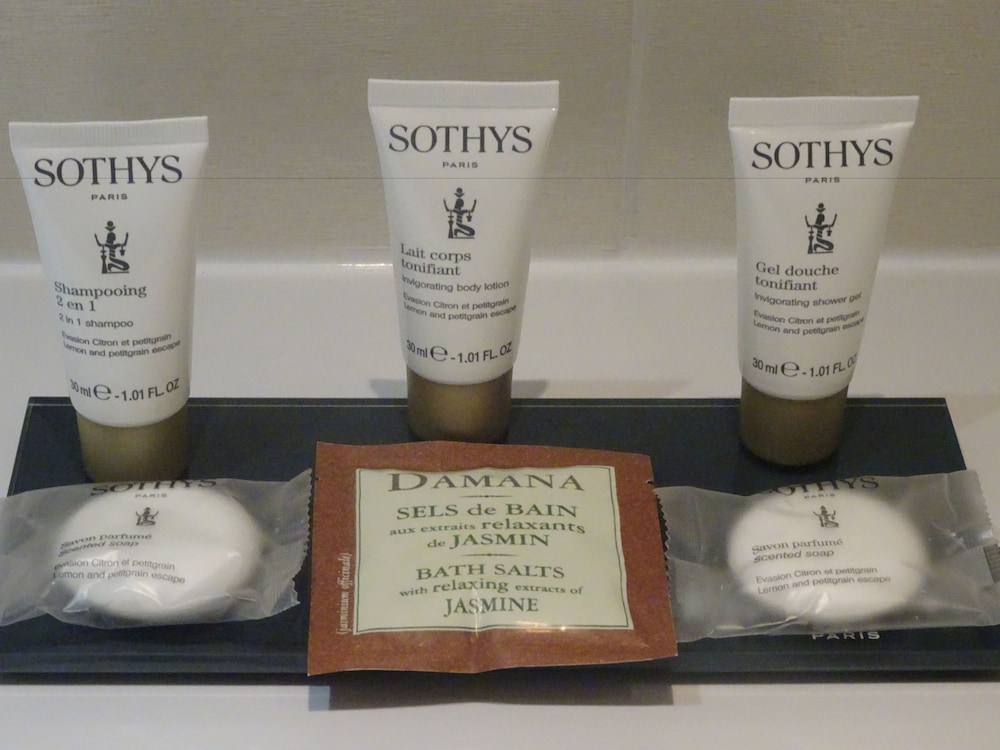 SOTHYS
PARIS
Shampooing
2 en 1
2 in 1 shampoo
Evasion Citron et petitgrain
Lemon and petitgrain escape
30 ml e - 1.01 FL. OZ
SOTHYS
PARIS
Lait corps
tonifiant
Invigorating body lotion
Evasion Citron et petitgrain
Lemon and petitgrain escape
30 ml e - 1.01 FL. OZ
SOTHYS
PARIS
Gel douche
tonifiant
Invigorating shower gel
Evasion Citron et petitgrain
Lemon and petitgrain escape
30 ml e - 1.01 FL. OZ
SOTHYS
PARIS
Savon parfumé
Scented soap
Evasion Citron et petitgrain
Lemon and petitgrain escape
DAMANA
SELS de BAIN
aux extraits relaxants
de JASMIN
BATH SALTS
with relaxing extracts of
JASMINE
(jasminium officinale)
SOTHYS
PARIS
Savon parfumé
Scented soap
Evasion Citron et petitgrain
Lemon and petitgrain escape
PARIS